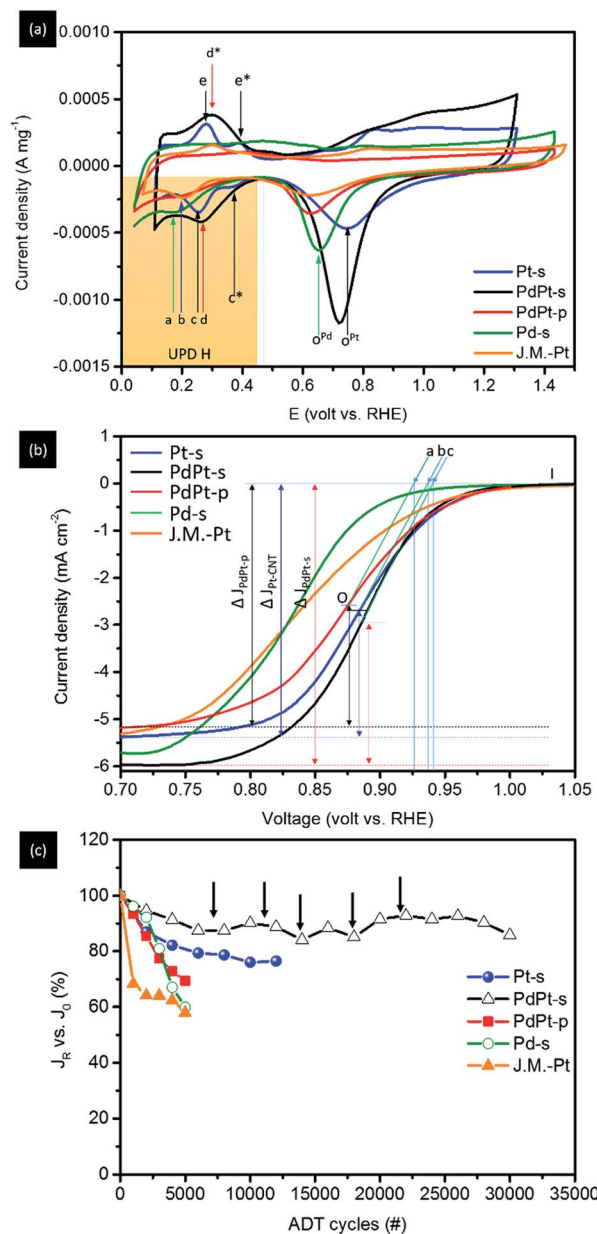 (a)
0.0010
0.0005
0.0000
-0.0005
-0.0010
-0.0015
Current density (A mg⁻¹)
d*
e
e*
a
b
c
d
c*
UPD H
O^Pd
O^Pt
Pt-s
PdPt-s
PdPt-p
Pd-s
J.M.-Pt
0.0 0.2 0.4 0.6 0.8 1.0 1.2 1.4
E (volt vs. RHE)
(b)
1
0
-1
-2
-3
-4
-5
-6
Current density (mA cm⁻²)
Pt-s
PdPt-s
PdPt-p
Pd-s
J.M.-Pt
a b c
I
O
Δ J_PdPt-p
Δ J_Pt-CNT
Δ J_PdPt-s
0.70 0.75 0.80 0.85 0.90 0.95 1.00 1.05
Voltage (volt vs. RHE)
(c)
120
100
80
60
40
20
0
J_R vs. J_0 (%)
Pt-s
PdPt-s
PdPt-p
Pd-s
J.M.-Pt
0 5000 10000 15000 20000 25000 30000 35000
ADT cycles (#)